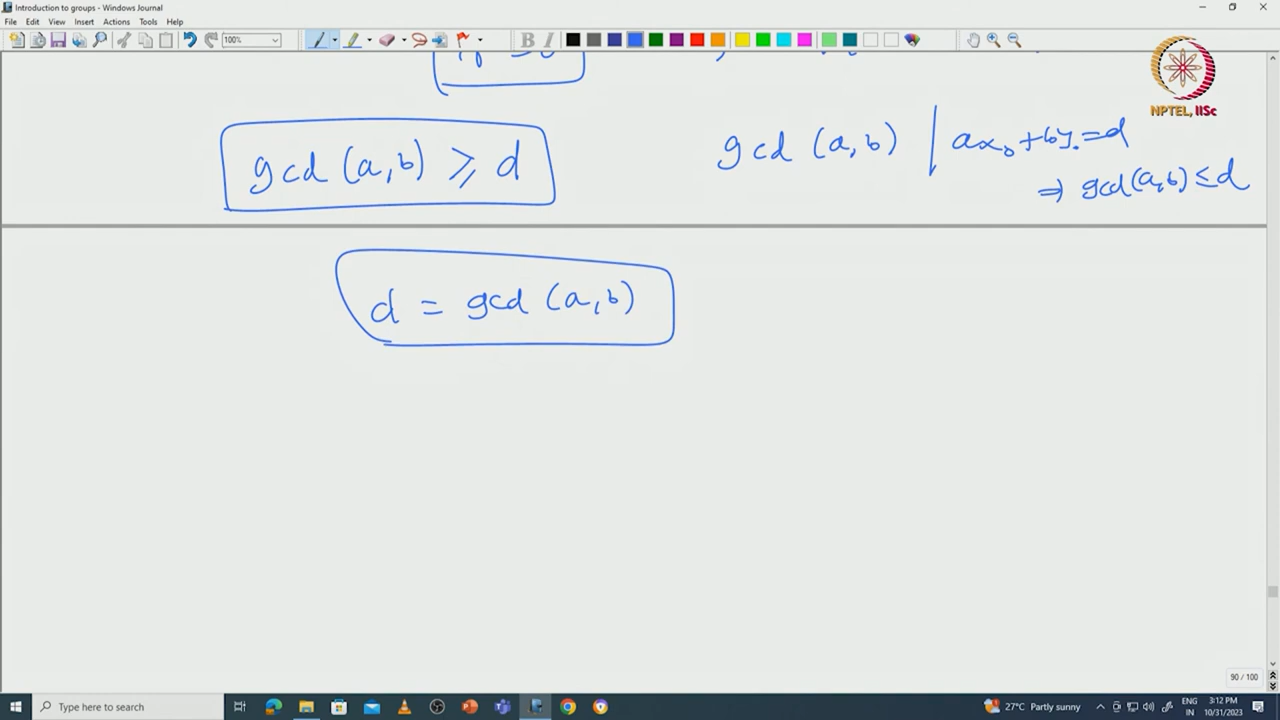 Introduction to groups - Windows Journal
File Edit View Insert Actions Tools Help
100%
NPTEL, IISc
gcd (a,b) ≥ d
gcd (a,b) | ax₀+by₀=d
⇒ gcd(a,b) ≤ d
d = gcd (a,b)
90 / 100
Type here to search
27°C Partly sunny
ENG
IN
3:12 PM
10/31/2023